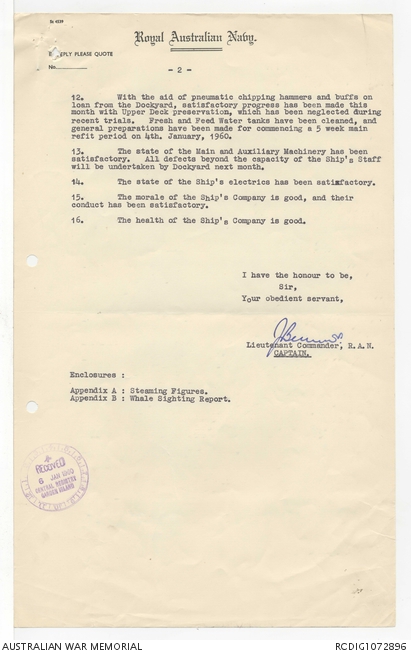 Royal Australian Navy.
- 2 -
12. With the aid of pneumatic chipping hammers and buffs on
loan from the Dockyard, satisfactory progress has been made this
month with Upper Deck preservation, which has been neglected during
recent trials. Fresh and Feed Water tanks have been cleaned, and
general preparations have been made for commencing a 5 week main
refit period on 4th. January, 1960.
13. The state of the Main and Auxiliary Machinery has been
satisfactory. All defects beyond the capacity of the Ship's Staff
will be undertaken by Dockyard next month.
14. The state of the Ship's electrics has been satisfactory.
15. The morale of the Ship's Company is good, and their
conduct has been satisfactory.
16. The health of the Ship's Company is good.
I have the honour to be,
Sir,
Your obedient servant,
Lieutenant Commander, R.A.N.
CAPTAIN.
Enclosures :
Appendix A : Steaming Figures.
Appendix B : Whale Sighting Report.
RECEIVED
6 JAN 1960
GARDEN ISLAND
AUSTRALIAN WAR MEMORIAL
RCDIG1072896